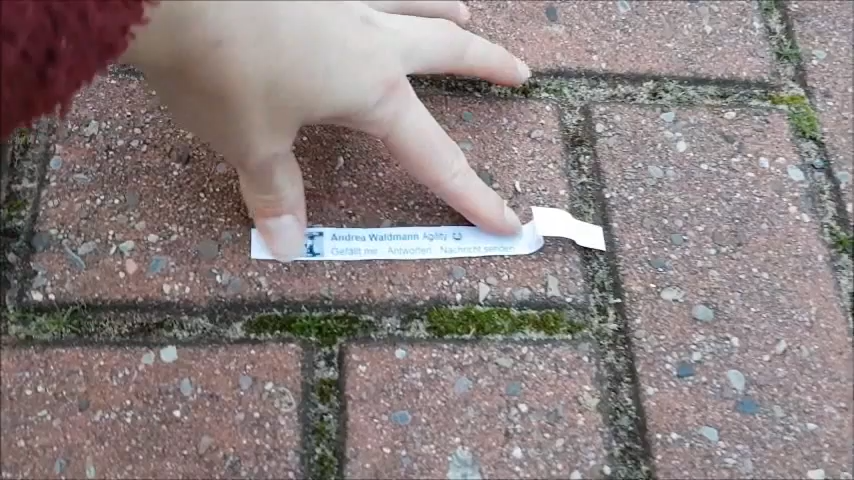 Andrea Waldmann Agility
Gefällt mir Antworten Nachricht senden